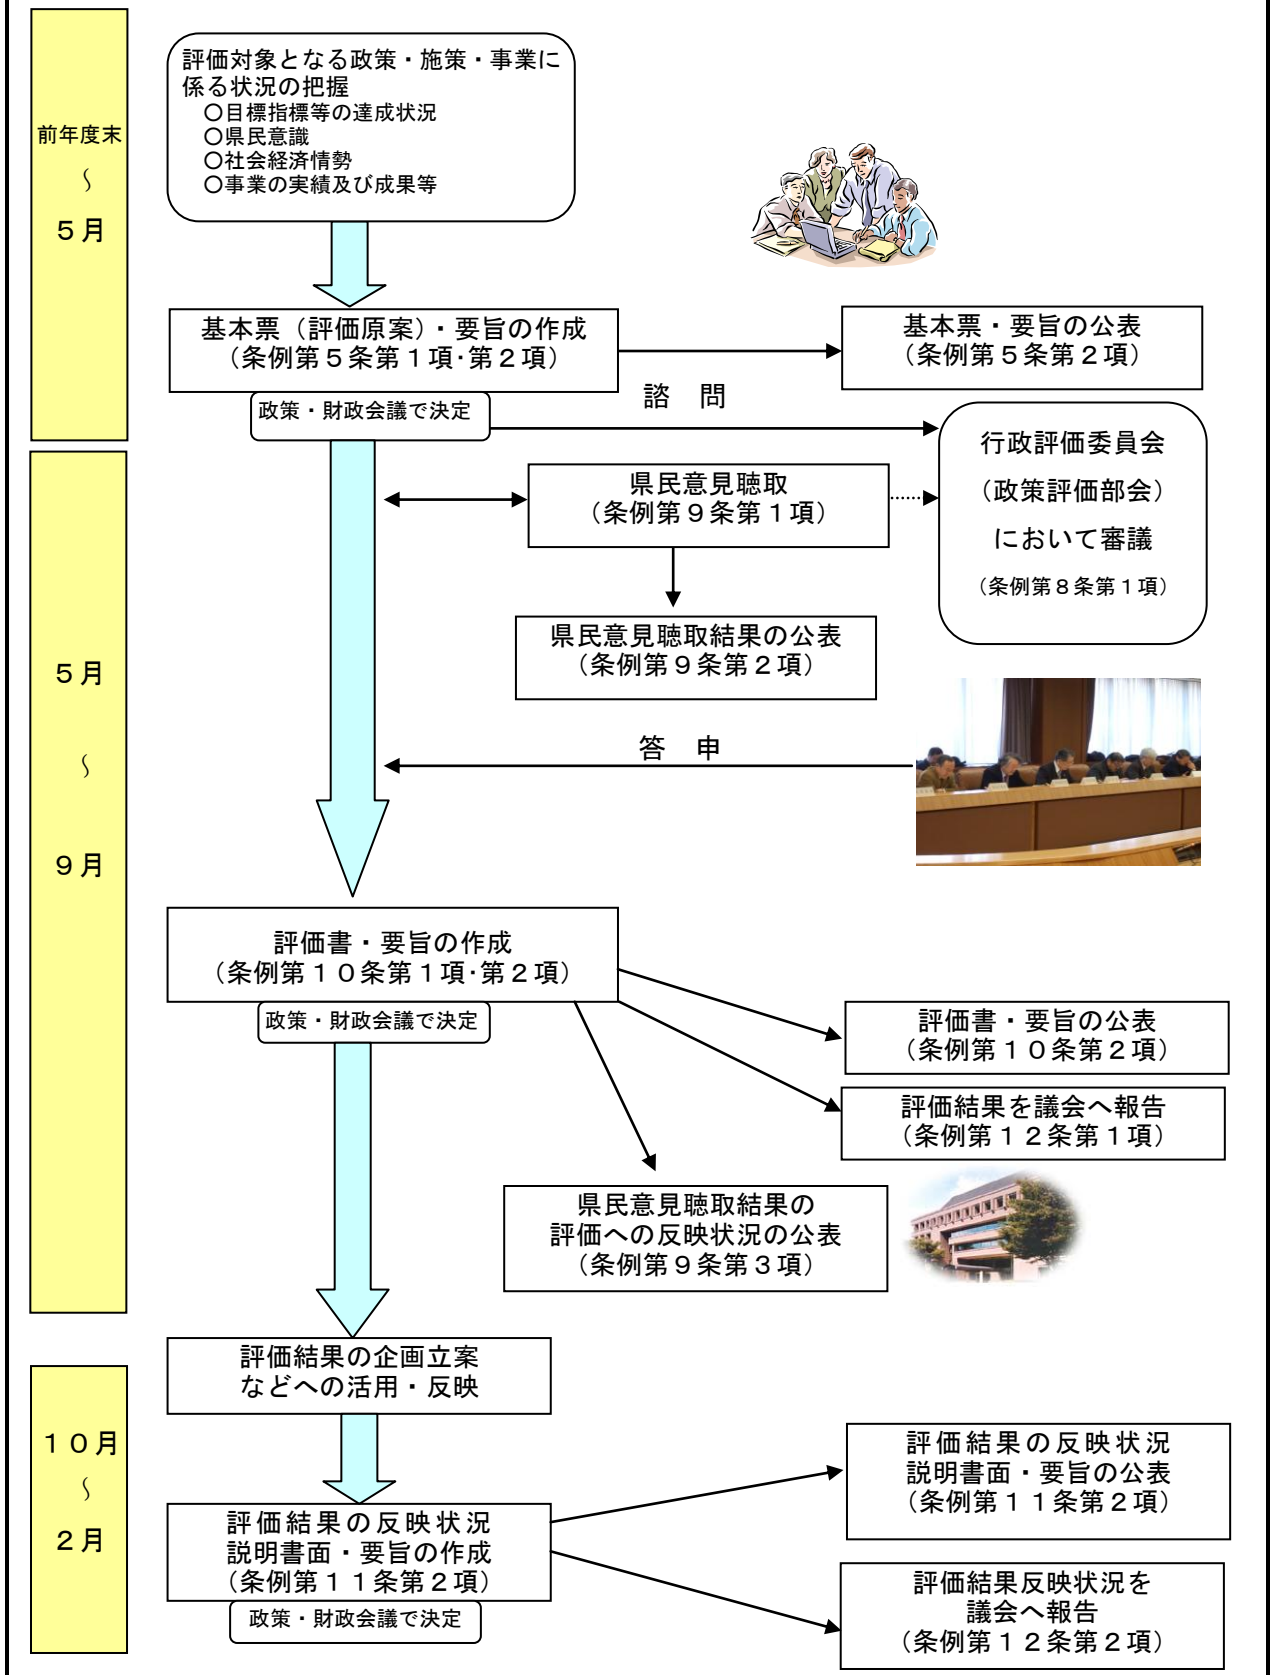 前年度末
～
５月
評価対象となる政策・施策・事業に
係る状況の把握
○目標指標等の達成状況
○県民意識
○社会経済情勢
○事業の実績及び成果等
基本票（評価原案）・要旨の作成
（条例第５条第１項・第２項）
政策・財政会議で決定
基本票・要旨の公表
（条例第５条第２項）
諮　問
行政評価委員会
（政策評価部会）
において審議
（条例第８条第１項）
５月
～
９月
県民意見聴取
（条例第９条第１項）
県民意見聴取結果の公表
（条例第９条第２項）
答　申
評価書・要旨の作成
（条例第１０条第１項・第２項）
政策・財政会議で決定
評価書・要旨の公表
（条例第１０条第２項）
評価結果を議会へ報告
（条例第１２条第１項）
県民意見聴取結果の
評価への反映状況の公表
（条例第９条第３項）
１０月
～
２月
評価結果の企画立案
などへの活用・反映
評価結果の反映状況
説明書面・要旨の作成
（条例第１１条第２項）
政策・財政会議で決定
評価結果の反映状況
説明書面・要旨の公表
（条例第１１条第２項）
評価結果反映状況を
議会へ報告
（条例第１２条第２項）